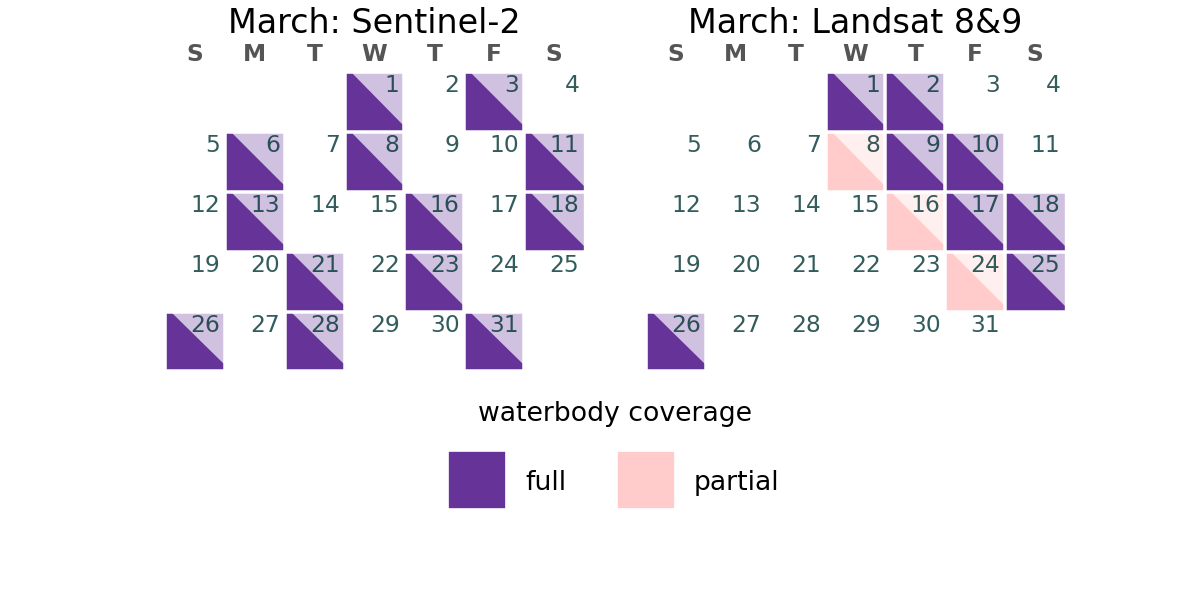 March: Sentinel-2
S M T W T F S
1 2 3 4
5 6 7 8 9 10 11
12 13 14 15 16 17 18
19 20 21 22 23 24 25
26 27 28 29 30 31
March: Landsat 8&9
S M T W T F S
1 2 3 4
5 6 7 8 9 10 11
12 13 14 15 16 17 18
19 20 21 22 23 24 25
26 27 28 29 30 31
waterbody coverage
full
partial